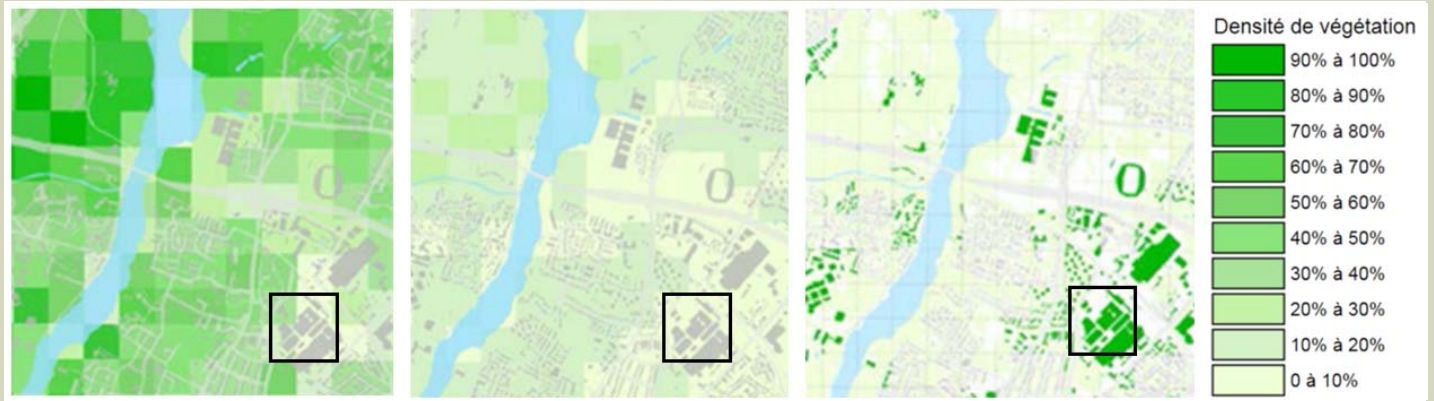 Densité de végétation
90% à 100%
80% à 90%
70% à 80%
60% à 70%
50% à 60%
40% à 50%
30% à 40%
20% à 30%
10% à 20%
0 à 10%